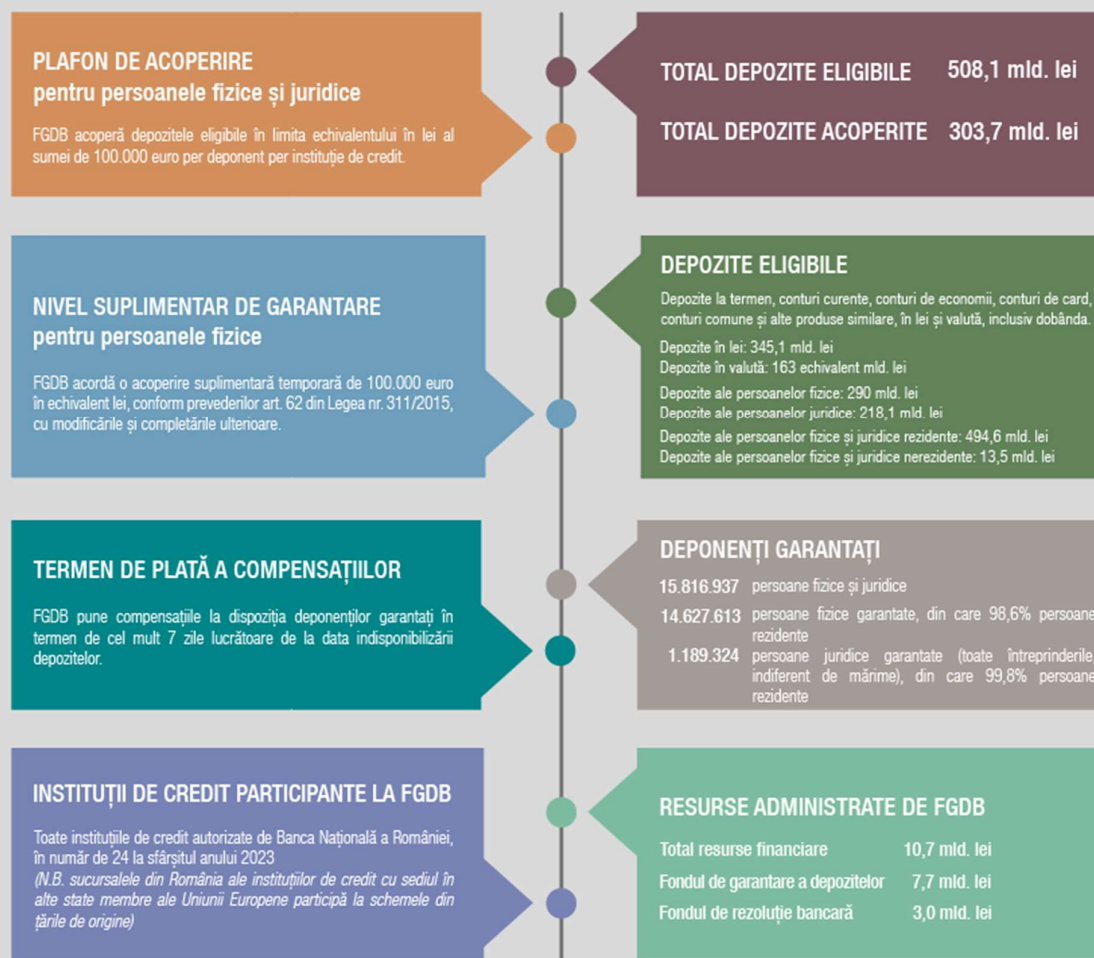 PLAFON DE ACOPERIRE
pentru persoanele fizice și juridice
FGDB acoperă depozitele eligibile în limita echivalentului în lei al
sumei de 100.000 euro per deponent per instituție de credit.
TOTAL DEPOZITE ELIGIBILE 508,1 mld. lei
TOTAL DEPOZITE ACOPERITE 303,7 mld. lei
NIVEL SUPLIMENTAR DE GARANTARE
pentru persoanele fizice
FGDB acordă o acoperire suplimentară temporară de 100.000 euro
în echivalent lei, conform prevederilor art. 62 din Legea nr. 311/2015,
cu modificările și completările ulterioare.
DEPOZITE ELIGIBILE
Depozite la termen, conturi curente, conturi de economii, conturi de card,
conturi comune și alte produse similare, în lei și valută, inclusiv dobânda.
Depozite în lei: 345,1 mld. lei
Depozite în valută: 163 echivalent mld. lei
Depozite ale persoanelor fizice: 290 mld. lei
Depozite ale persoanelor juridice: 218,1 mld. lei
Depozite ale persoanelor fizice și juridice rezidente: 494,6 mld. lei
Depozite ale persoanelor fizice și juridice nerezidente: 13,5 mld. lei
TERMEN DE PLATĂ A COMPENSAȚIILOR
FGDB pune compensațiile la dispoziția deponenților garantați în
termen de cel mult 7 zile lucrătoare de la data indisponibilizării
depozitelor.
DEPONENȚI GARANTAȚI
15.816.937 persoane fizice și juridice
14.627.613 persoane fizice garantate, din care 98,6% persoane
rezidente
1.189.324 persoane juridice garantate (toate întreprinderile,
indiferent de mărime), din care 99,8% persoane
rezidente
INSTITUȚII DE CREDIT PARTICIPANTE LA FGDB
Toate instituțiile de credit autorizate de Banca Națională a României,
în număr de 24 la sfârșitul anului 2023
(N.B. sucursalele din România ale instituțiilor de credit cu sediul în
alte state membre ale Uniunii Europene participă la schemele din
țările de origine)
RESURSE ADMINISTRATE DE FGDB
Total resurse financiare 10,7 mld. lei
Fondul de garantare a depozitelor 7,7 mld. lei
Fondul de rezoluție bancară 3,0 mld. lei